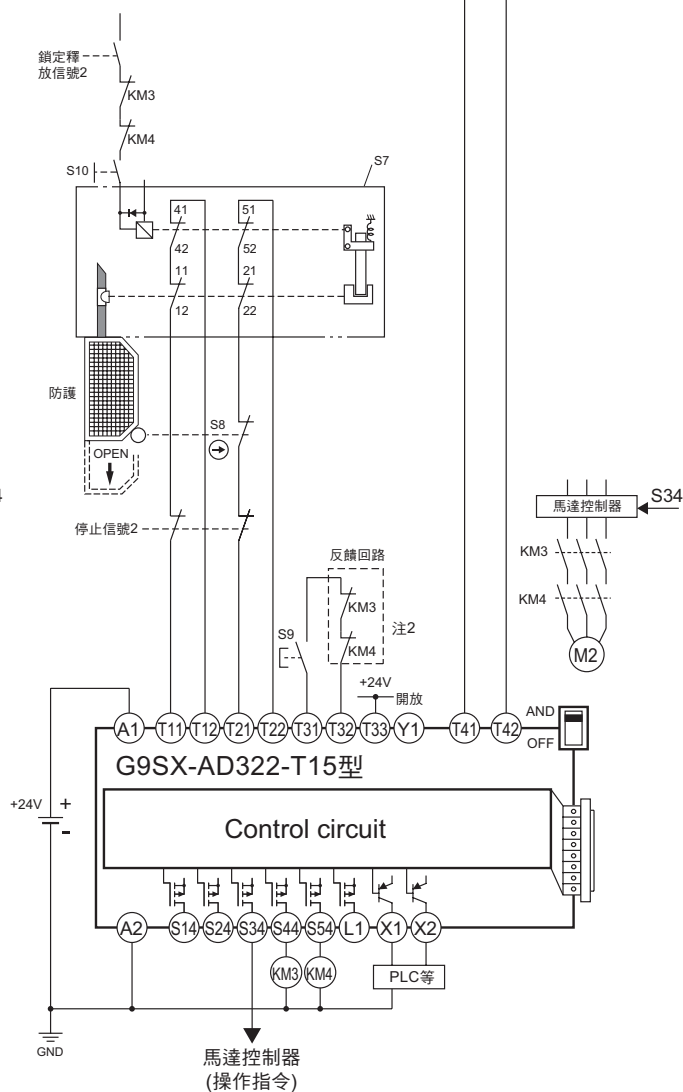 鎖定釋
放信號2
KM3
KM4
S10
S7
41
42
11
12
51
52
21
22
防護
OPEN
S8
停止信號2
4
馬達控制器
S34
KM3
KM4
M2
反饋回路
KM3
KM4
注2
S9
+24V
開放
A1
T11
T12
T21
T22
T31
T32
T33
Y1
T41
T42
AND
OFF
G9SX-AD322-T15型
Control circuit
+24V
+
-
A2
S14
S24
S34
S44
S54
L1
X1
X2
KM3
KM4
PLC等
GND
馬達控制器
(操作指令)